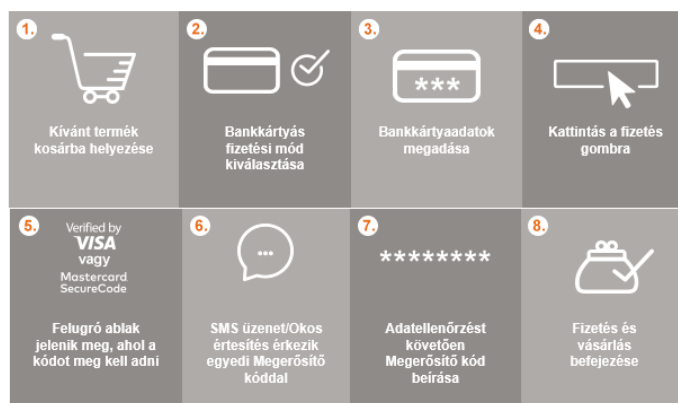 1.
Kívánt termék
kosárba helyezése
2.
Bankkártyás
fizetési mód
kiválasztása
3.
***
Bankkártyaadatok
megadása
4.
Kattintás a fizetés
gombra
5.
Verified by
VISA
vagy
Mastercard
SecureCode
Felugró ablak
jelenik meg, ahol a
kódot meg kell adni
6.
...
SMS üzenet/Okos
értesítés érkezik
egyedi Megerősítő
kóddal
7.
********
Adatellenőrzést
követően
Megerősítő kód
beírása
8.
Fizetés és
vásárlás
befejezése